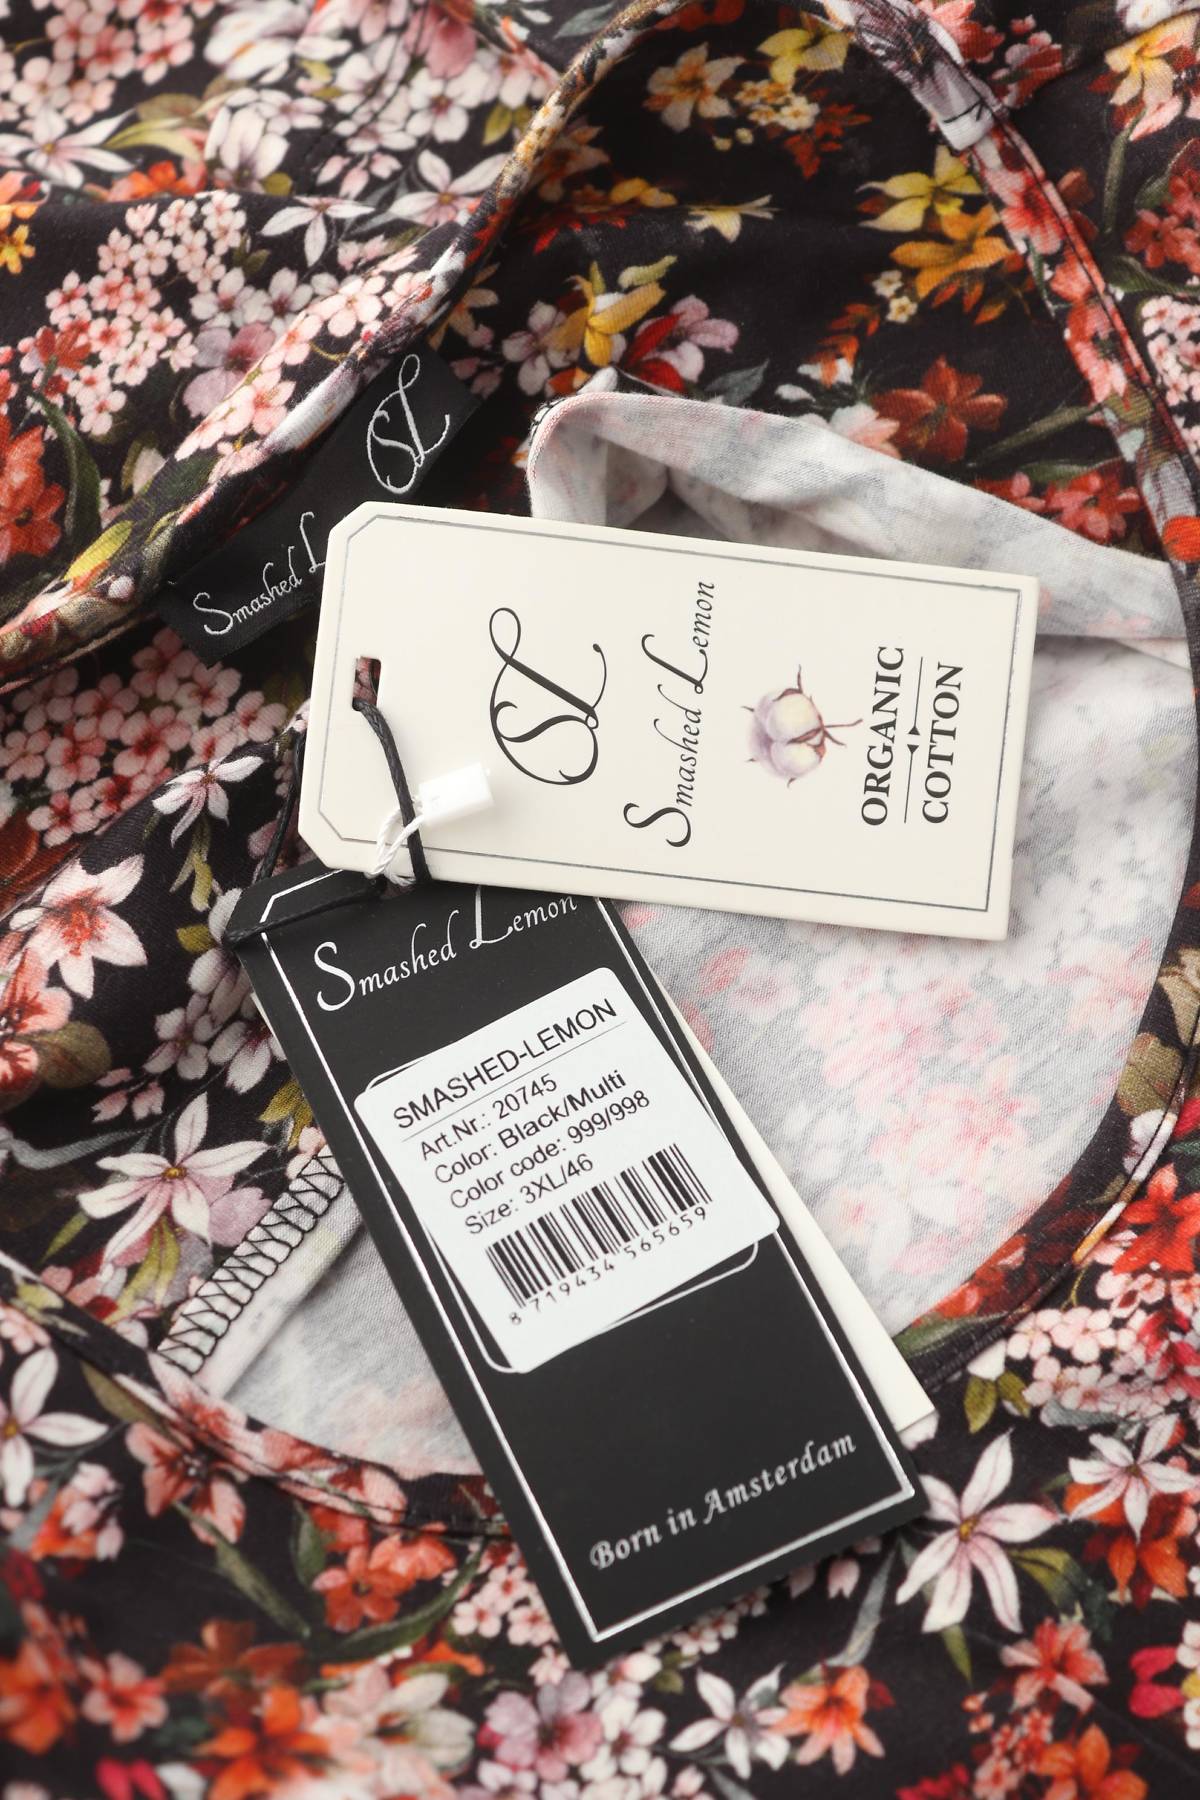 SL
Smashed L
SL
Smashed Lemon
ORGANIC
COTTON
Smashed Lemon
SMASHED-LEMON
Art.Nr.: 20745
Color: Black/Multi
Color code: 999/998
Size: 3XL/46
8 719434 565659
Born in Amsterdam